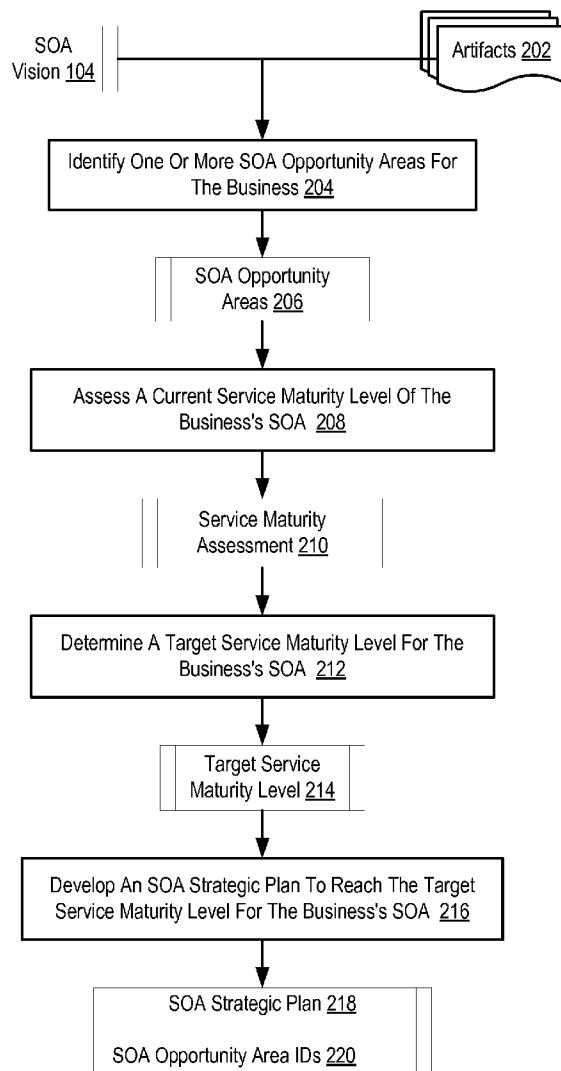 SOA
Vision 104
Artifacts 202
Identify One Or More SOA Opportunity Areas For
The Business 204
SOA Opportunity
Areas 206
Assess A Current Service Maturity Level Of The
Business's SOA 208
Service Maturity
Assessment 210
Determine A Target Service Maturity Level For The
Business's SOA 212
Target Service
Maturity Level 214
Develop An SOA Strategic Plan To Reach The Target
Service Maturity Level For The Business's SOA 216
SOA Strategic Plan 218
SOA Opportunity Area IDs 220